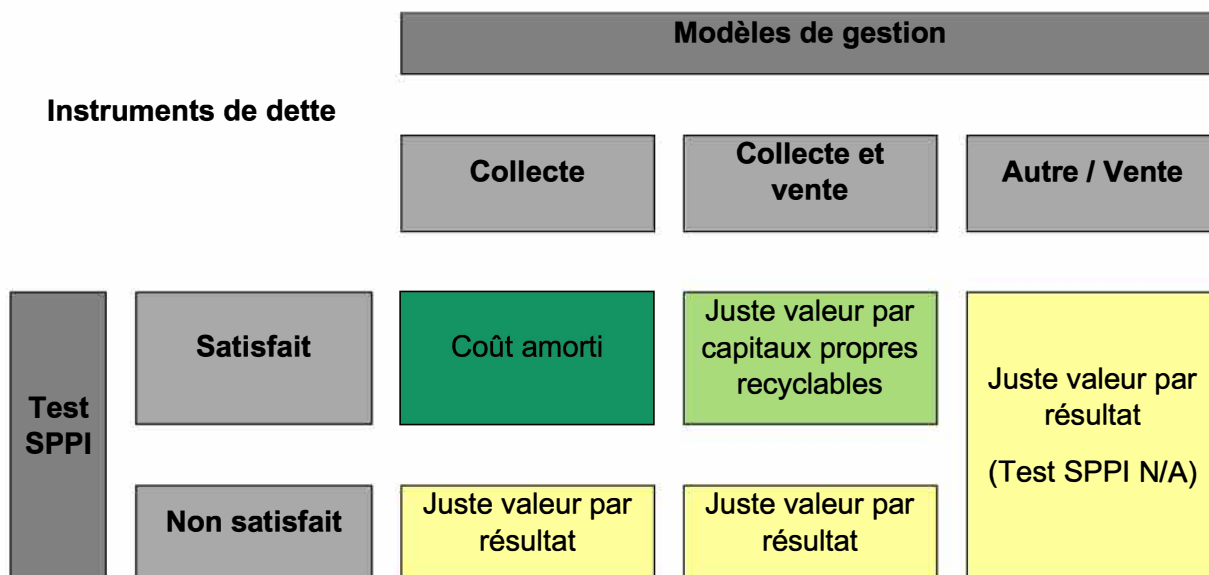 Modèles de gestion
Instruments de dette
Collecte
Collecte et
vente
Autre / Vente
Test
SPPI
Satisfait
Coût amorti
Juste valeur par
capitaux propres
recyclables
Juste valeur par
résultat
(Test SPPI N/A)
Non satisfait
Juste valeur par
résultat
Juste valeur par
résultat